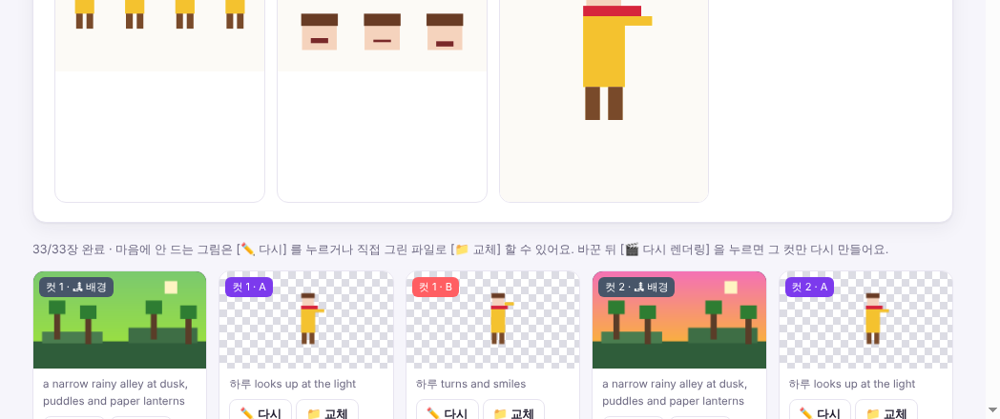 33/33장 완료 · 마음에 안 드는 그림은 [✏️ 다시] 를 누르거나 직접 그린 파일로 [📁 교체] 할 수 있어요. 바꾼 뒤 [🎬 다시 렌더링] 을 누르면 그 컷만 다시 만들어요.
컷 1 · 🏞 배경
컷 1 · A
컷 1 · B
컷 2 · 🏞 배경
컷 2 · A
a narrow rainy alley at dusk,
puddles and paper lanterns
하루 looks up at the light
✏️ 다시
📁 교체
하루 turns and smiles
✏️ 다시
📁 교체
a narrow rainy alley at dusk,
puddles and paper lanterns
하루 looks up at the light
✏️ 다시
📁 교체